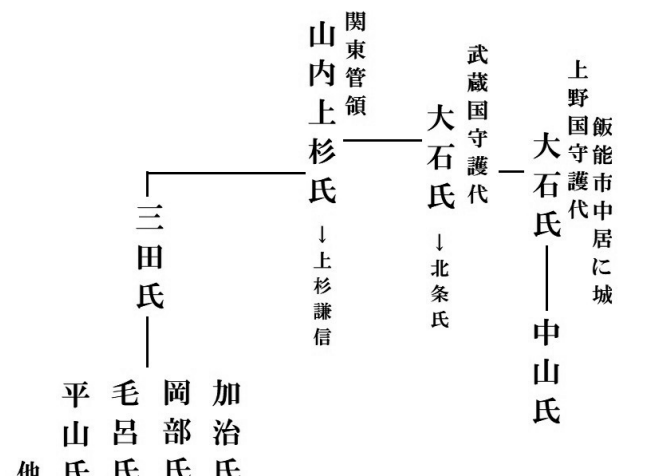 飯能市中居に城
上野国守護代
大石氏
中山氏
武蔵国守護代
大石氏
→北条氏
関東管領
山内上杉氏
→上杉謙信
三田氏
加治氏
岡部氏
毛呂氏
平山氏
他